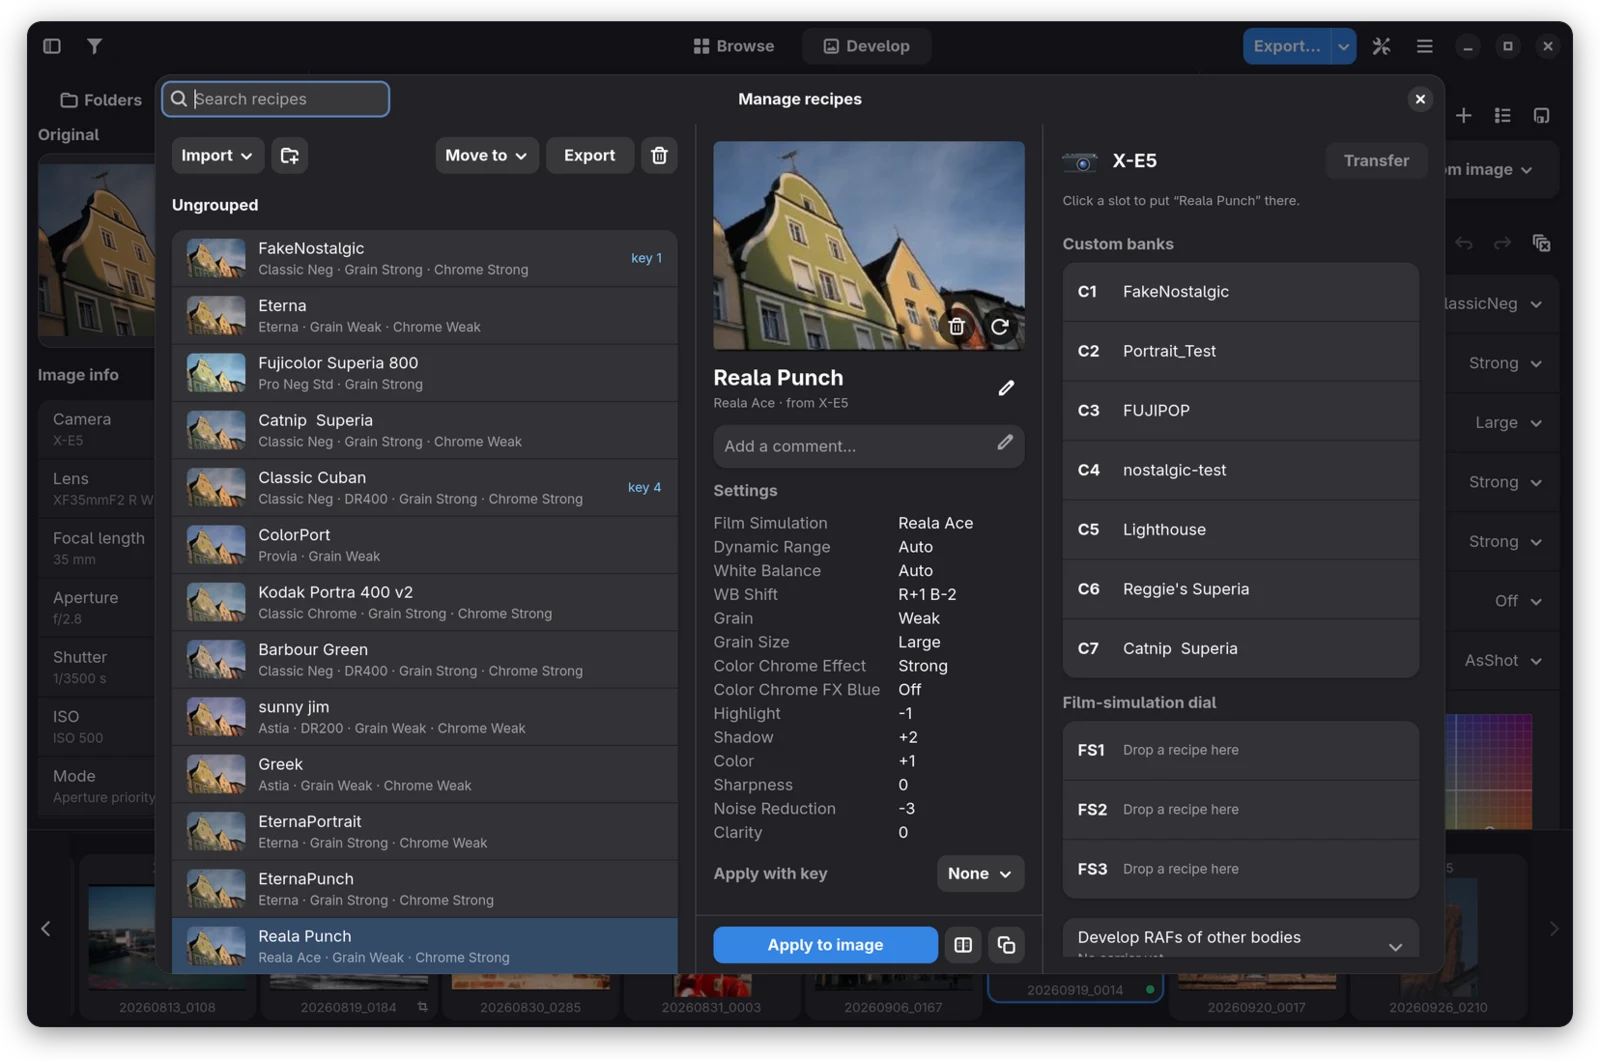 Browse
Develop
Export...
Folders
Original
Search recipes
Manage recipes
Import
Move to
Export
Ungrouped
FakeNostalgic
Classic Neg · Grain Strong · Chrome Strong
key 1
Eterna
Eterna · Grain Weak · Chrome Weak
Fujicolor Superia 800
Pro Neg Std · Grain Strong
Catnip  Superia
Classic Neg · Grain Strong · Chrome Weak
Classic Cuban
Classic Neg · DR400 · Grain Strong · Chrome Strong
key 4
ColorPort
Provia · Grain Weak
Kodak Portra 400 v2
Classic Chrome · Grain Strong · Chrome Strong
Barbour Green
Classic Neg · DR400 · Grain Strong · Chrome Strong
sunny jim
Astia · DR200 · Grain Weak · Chrome Weak
Greek
Astia · Grain Weak · Chrome Weak
EternaPortrait
Eterna · Grain Strong · Chrome Weak
EternaPunch
Eterna · Grain Strong · Chrome Strong
Reala Punch
Reala Ace · Grain Weak · Chrome Strong
Image info
Camera
X-E5
Lens
XF35mmF2 R W
Focal length
35 mm
Aperture
f/2.8
Shutter
1/3500 s
ISO
ISO 500
Mode
Aperture priority
Reala Punch
Reala Ace · from X-E5
Add a comment...
Settings
Film Simulation Reala Ace
Dynamic Range Auto
White Balance Auto
WB Shift R+1 B-2
Grain Weak
Grain Size Large
Color Chrome Effect Strong
Color Chrome FX Blue Off
Highlight -1
Shadow +2
Color +1
Sharpness 0
Noise Reduction -3
Clarity 0
Apply with key None
Apply to image
X-E5
Transfer
Click a slot to put “Reala Punch” there.
Custom banks
C1 FakeNostalgic
C2 Portrait_Test
C3 FUJIPOP
C4 nostalgic-test
C5 Lighthouse
C6 Reggie's Superia
C7 Catnip  Superia
Film-simulation dial
FS1 Drop a recipe here
FS2 Drop a recipe here
FS3 Drop a recipe here
Develop RAFs of other bodies
om image
lassicNeg
Strong
Large
Strong
Strong
Off
AsShot
20260813_0108
20260819_0184
20260830_0285
20260831_0003
20260906_0167
20260919_0014
20260920_0017
20260926_0210